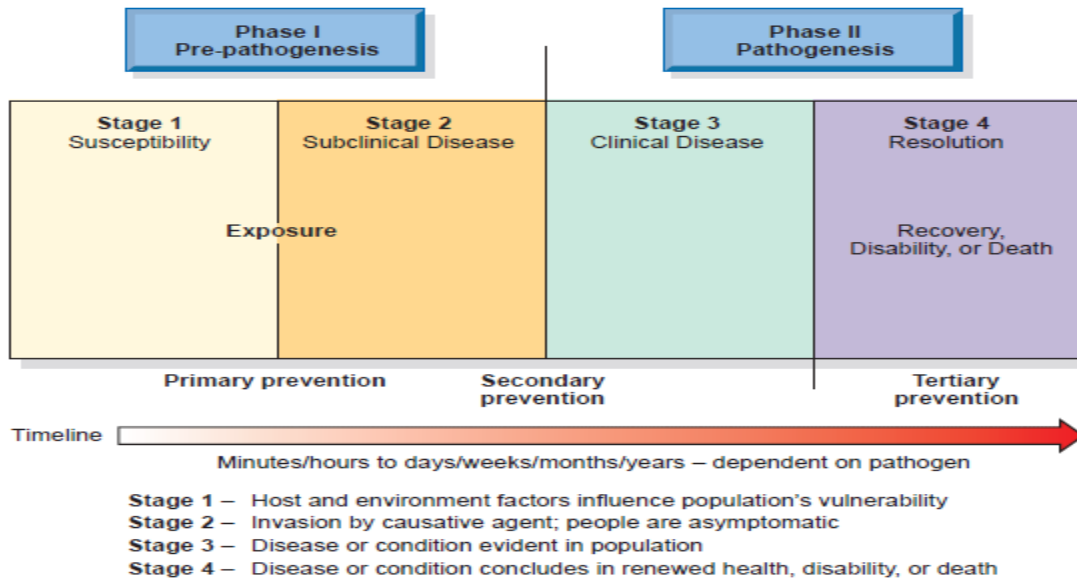 Phase I
Pre-pathogenesis
Phase II
Pathogenesis
Stage 1
Susceptibility
Stage 2
Subclinical Disease
Stage 3
Clinical Disease
Stage 4
Resolution
Exposure
Recovery,
Disability, or Death
Primary prevention
Secondary
prevention
Tertiary
prevention
Timeline
Minutes/hours to days/weeks/months/years – dependent on pathogen
Stage 1 – Host and environment factors influence population's vulnerability
Stage 2 – Invasion by causative agent; people are asymptomatic
Stage 3 – Disease or condition evident in population
Stage 4 – Disease or condition concludes in renewed health, disability, or death